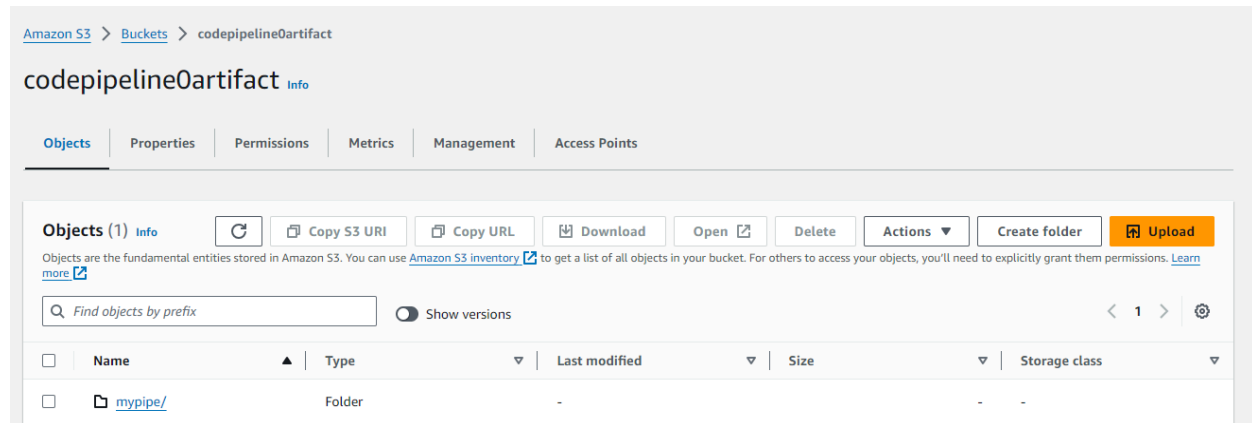 Amazon S3 > Buckets > codepipeline0artifact
codepipeline0artifact Info
Objects Properties Permissions Metrics Management Access Points
Objects (1) Info Copy S3 URI Copy URL Download Open Delete Actions Create folder Upload
Objects are the fundamental entities stored in Amazon S3. You can use Amazon S3 inventory to get a list of all objects in your bucket. For others to access your objects, you'll need to explicitly grant them permissions. Learn
more
Find objects by prefix Show versions 1
Name Type Last modified Size Storage class
mypipe/ Folder - - -